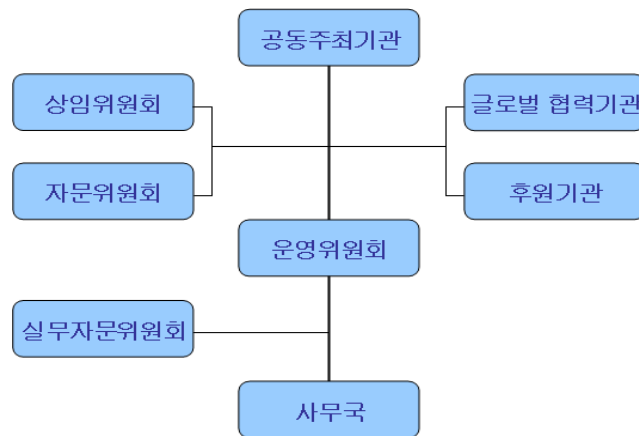 공동주최기관
상임위원회
글로벌 협력기관
자문위원회
후원기관
운영위원회
실무자문위원회
사무국